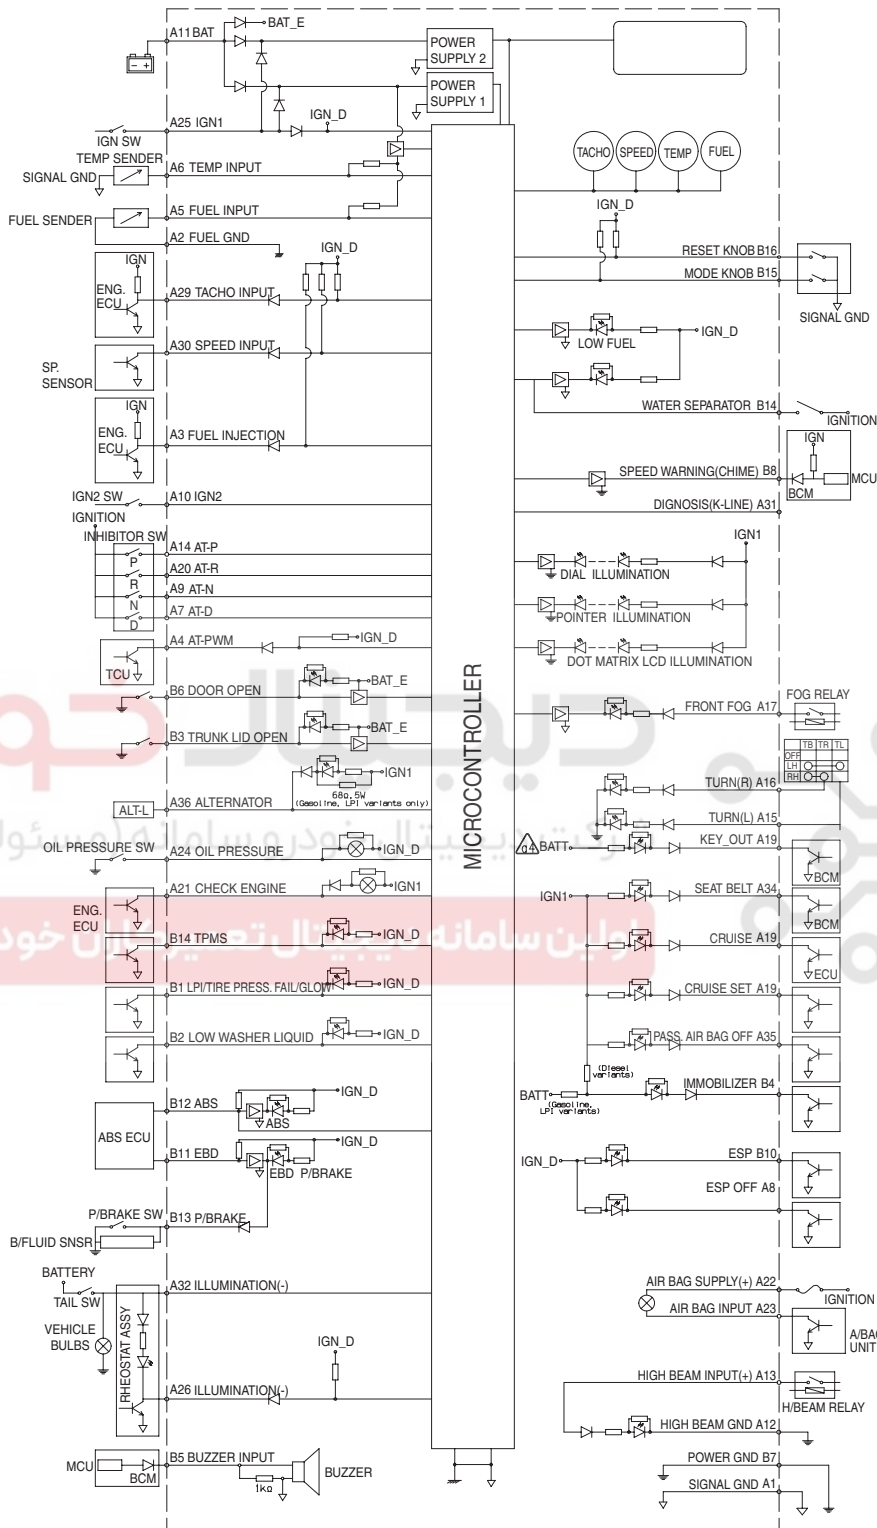 A11 BAT
BAT_E
POWER
SUPPLY 2
POWER
SUPPLY 1
A25 IGN1
IGN_D
IGN SW
TEMP SENDER
SIGNAL GND
A6 TEMP INPUT
FUEL SENDER
A5 FUEL INPUT
A2 FUEL GND
IGN
ENG.
ECU
IGN_D
A29 TACHO INPUT
A30 SPEED INPUT
SP.
SENSOR
IGN
ENG.
ECU
A3 FUEL INJECTION
IGN2 SW
A10 IGN2
IGNITION
INHIBITOR SW
A14 AT-P
P
A20 AT-R
R
A9 AT-N
N
A7 AT-D
D
A4 AT-PWM
IGN_D
TCU
B6 DOOR OPEN
BAT_E
B3 TRUNK LID OPEN
BAT_E
IGN1
68Ω,5W
(Gasoline, LPI variants only)
ALT-L
A36 ALTERNATOR
OIL PRESSURE SW
A24 OIL PRESSURE
IGN_D
A21 CHECK ENGINE
IGN1
ENG.
ECU
B14 TPMS
IGN_D
B1 LPI/TIRE PRESS. FAIL/GLOW
IGN_D
B2 LOW WASHER LIQUID
IGN_D
ABS ECU
B12 ABS
IGN_D
ABS
B11 EBD
IGN_D
EBD P/BRAKE
P/BRAKE SW
B13 P/BRAKE
B/FLUID SNSR
BATTERY
TAIL SW
A32 ILLUMINATION(-)
VEHICLE
BULBS
RHEOSTAT ASSY
IGN_D
A26 ILLUMINATION(-)
MCU
BCM
B5 BUZZER INPUT
1kΩ
BUZZER
MICROCONTROLLER
TACHO
SPEED
TEMP
FUEL
IGN_D
RESET KNOB B16
MODE KNOB B15
SIGNAL GND
LOW FUEL
IGN_D
WATER SEPARATOR B14
IGNITION
SPEED WARNING(CHIME) B8
IGN
MCU
BCM
DIGNOSIS(K-LINE) A31
IGN1
DIAL ILLUMINATION
POINTER ILLUMINATION
DOT MATRIX LCD ILLUMINATION
FRONT FOG A17
FOG RELAY
TB TR TL
OFF
LH
RH
TURN(R) A16
TURN(L) A15
BATT
KEY_OUT A19
BCM
IGN1
SEAT BELT A34
BCM
CRUISE A19
ECU
CRUISE SET A19
PASS. AIR BAG OFF A35
(Diesel
variants)
BATT
(Gasoline,
LPI variants)
IMMOBILIZER B4
IGN_D
ESP B10
ESP OFF A8
AIR BAG SUPPLY(+) A22
IGNITION
AIR BAG INPUT A23
A/BAG
UNIT
HIGH BEAM INPUT(+) A13
H/BEAM RELAY
HIGH BEAM GND A12
POWER GND B7
SIGNAL GND A1
دیجیتال خودرو
شرکت دیجیتال خودرو سامانه (مسئولیت
اولین سامانه دیجیتال تعمیرکاران خودرو